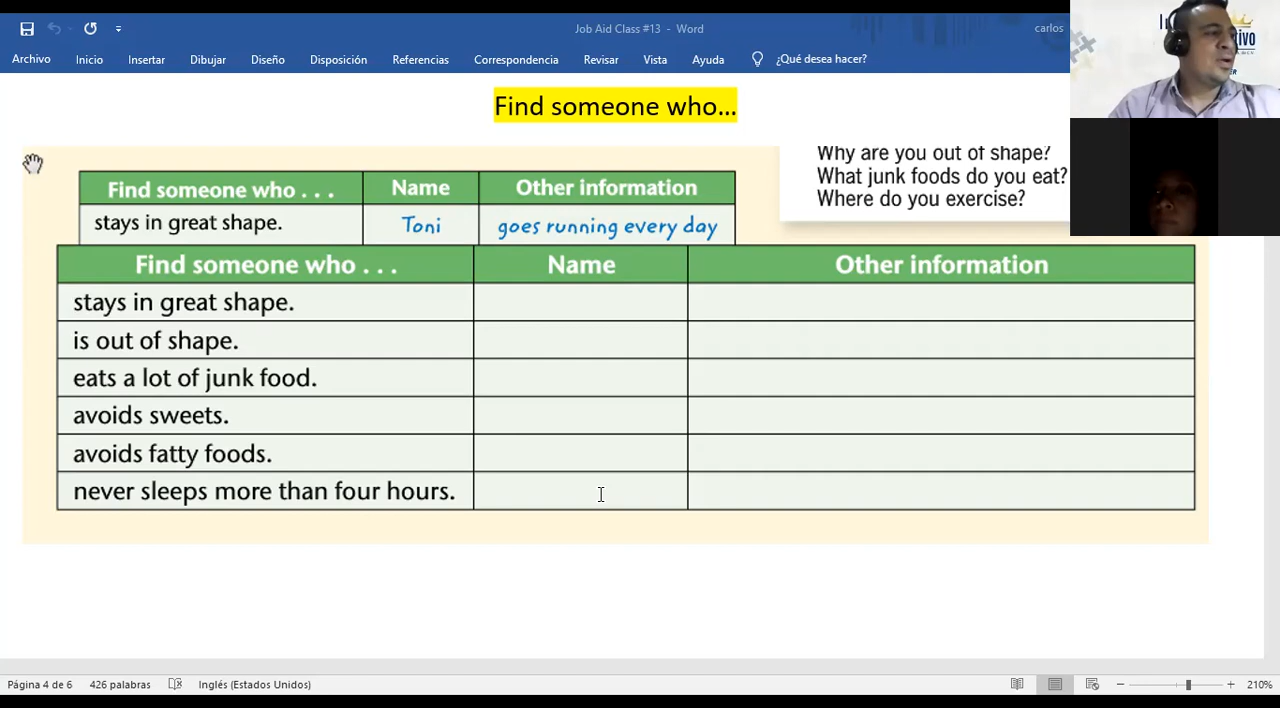 Job Aid Class #13 - Word
carlos
Archivo Inicio Insertar Dibujar Diseño Disposición Referencias Correspondencia Revisar Vista Ayuda ¿Qué desea hacer?
Find someone who...
Why are you out of shape?
What junk foods do you eat?
Where do you exercise?
Find someone who . . . Name Other information
stays in great shape. Toni goes running every day
Find someone who . . . Name Other information
stays in great shape.
is out of shape.
eats a lot of junk food.
avoids sweets.
avoids fatty foods.
never sleeps more than four hours.
Página 4 de 6 426 palabras Inglés (Estados Unidos) 210%